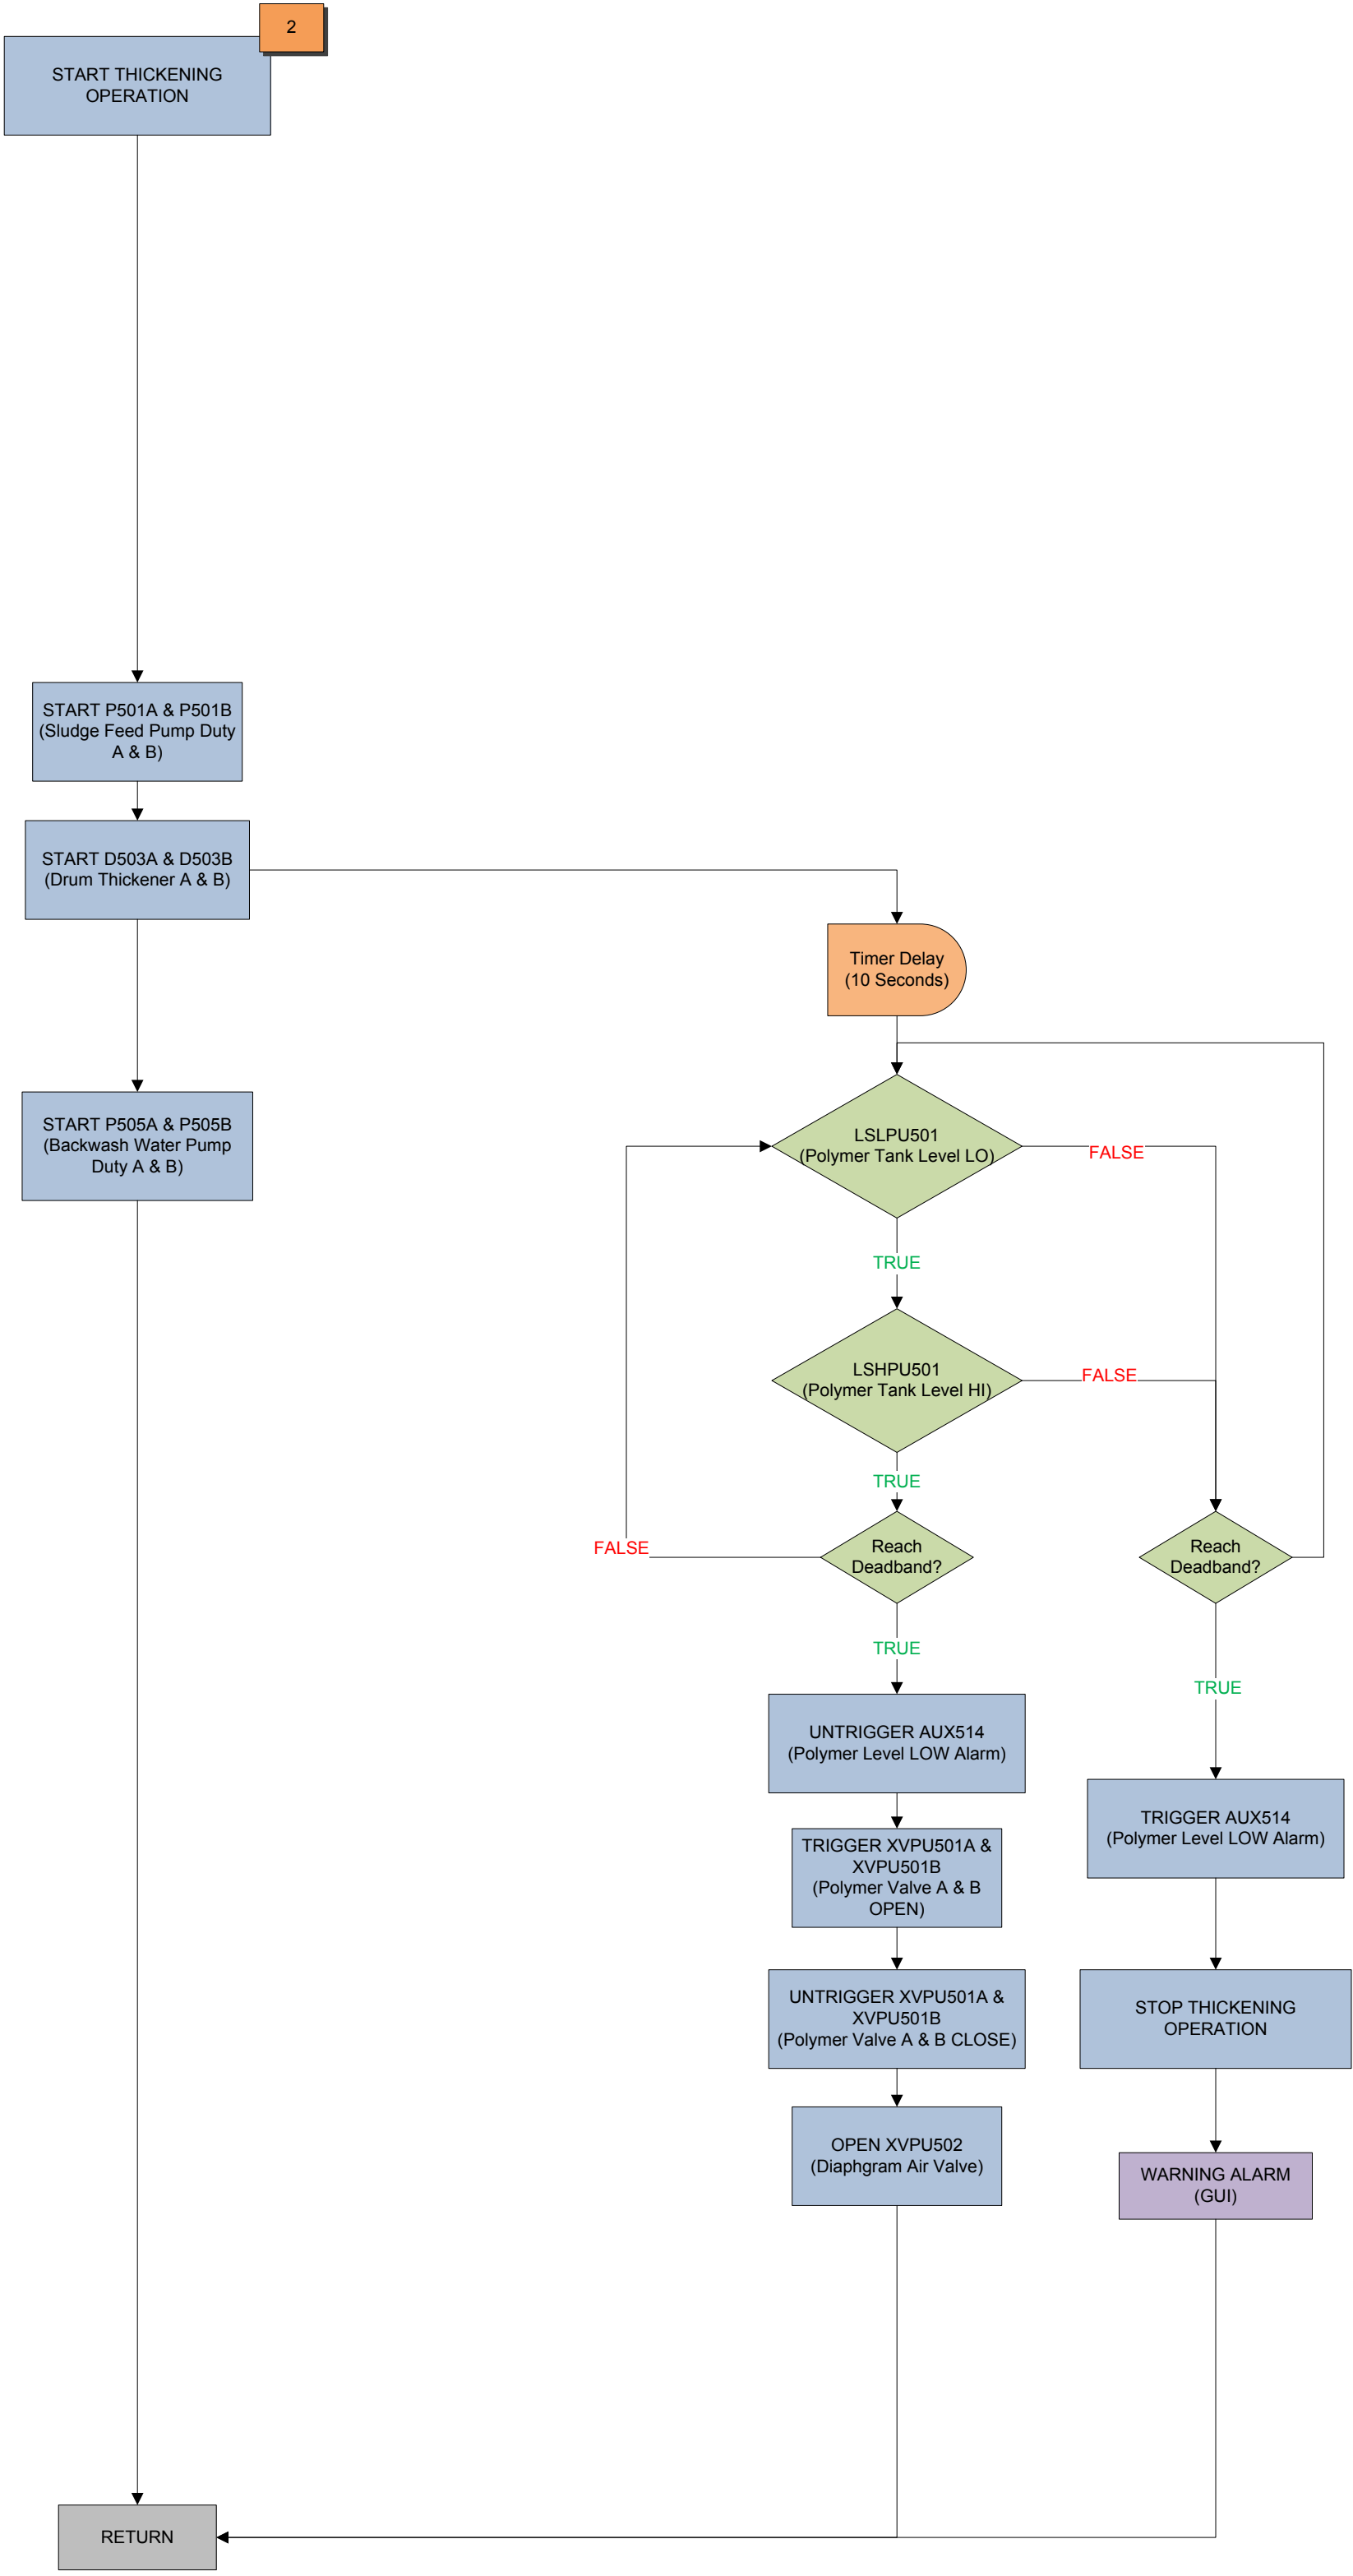 2
START THICKENING
OPERATION
START P501A & P501B
(Sludge Feed Pump Duty
A & B)
START D503A & D503B
(Drum Thickener A & B)
Timer Delay
(10 Seconds)
START P505A & P505B
(Backwash Water Pump
Duty A & B)
LSLPU501
(Polymer Tank Level LO)
FALSE
TRUE
LSHPU501
(Polymer Tank Level HI)
FALSE
TRUE
FALSE
Reach
Deadband?
Reach
Deadband?
TRUE
TRUE
UNTRIGGER AUX514
(Polymer Level LOW Alarm)
TRIGGER XVPU501A &
XVPU501B
(Polymer Valve A & B
OPEN)
TRIGGER AUX514
(Polymer Level LOW Alarm)
UNTRIGGER XVPU501A &
XVPU501B
(Polymer Valve A & B CLOSE)
STOP THICKENING
OPERATION
OPEN XVPU502
(Diaphgram Air Valve)
WARNING ALARM
(GUI)
RETURN